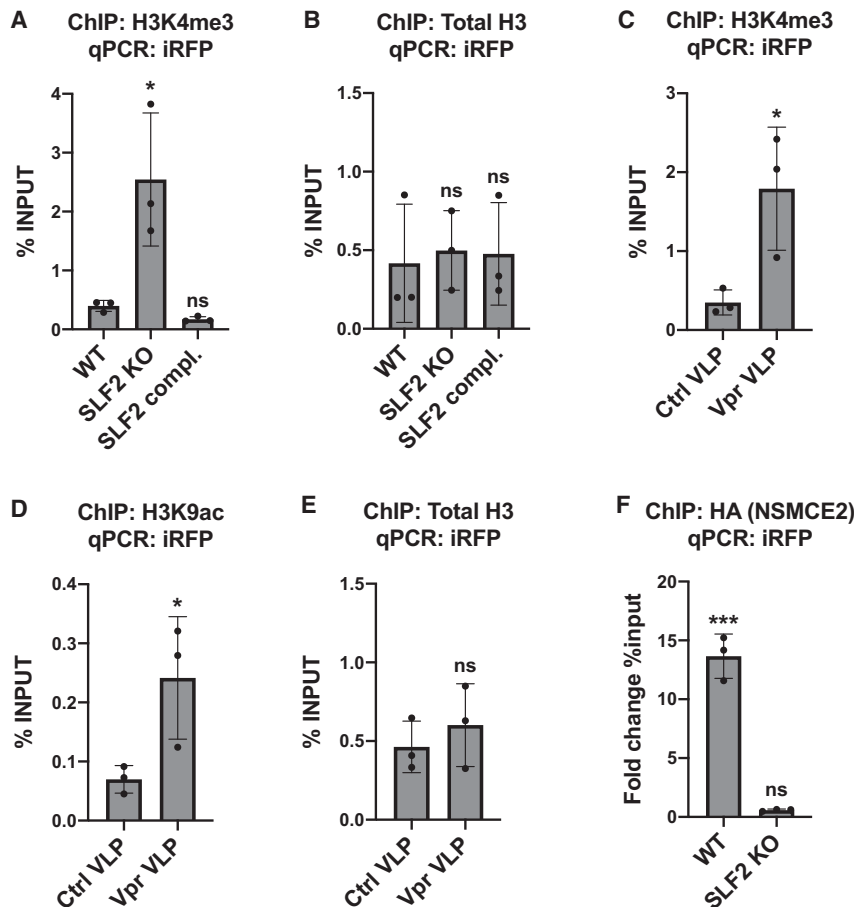 A
ChIP: H3K4me3
qPCR: iRFP
% INPUT
4
3
2
1
0
*
ns
WT
SLF2 KO
SLF2 compl.
B
ChIP: Total H3
qPCR: iRFP
% INPUT
1.5
1.0
0.5
0.0
ns
ns
WT
SLF2 KO
SLF2 compl.
C
ChIP: H3K4me3
qPCR: iRFP
% INPUT
3
2
1
0
*
Ctrl VLP
Vpr VLP
D
ChIP: H3K9ac
qPCR: iRFP
% INPUT
0.4
0.3
0.2
0.1
0.0
*
Ctrl VLP
Vpr VLP
E
ChIP: Total H3
qPCR: iRFP
% INPUT
1.5
1.0
0.5
0.0
ns
Ctrl VLP
Vpr VLP
F
ChIP: HA (NSMCE2)
qPCR: iRFP
Fold change %input
20
15
10
5
0
***
ns
WT
SLF2 KO